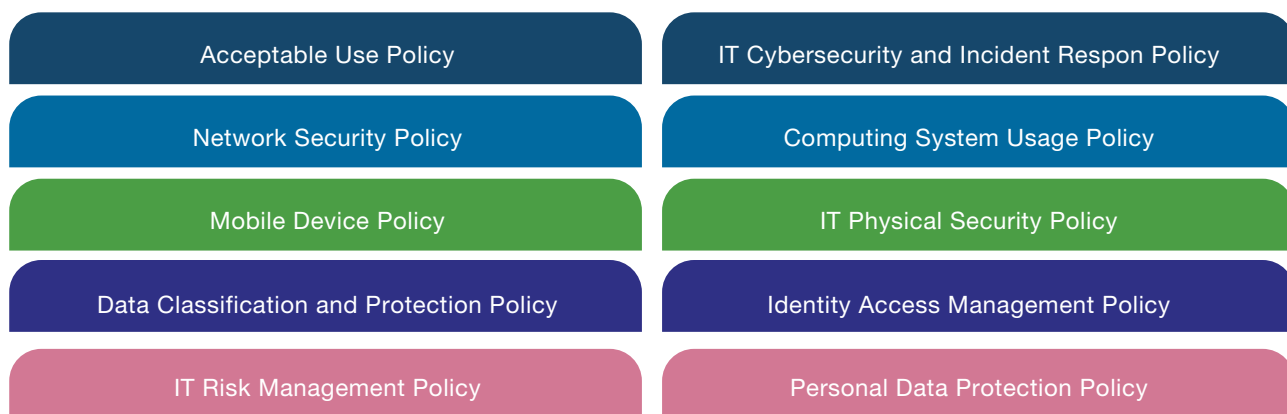 Acceptable Use Policy
IT Cybersecurity and Incident Respon Policy
Network Security Policy
Computing System Usage Policy
Mobile Device Policy
IT Physical Security Policy
Data Classification and Protection Policy
Identity Access Management Policy
IT Risk Management Policy
Personal Data Protection Policy